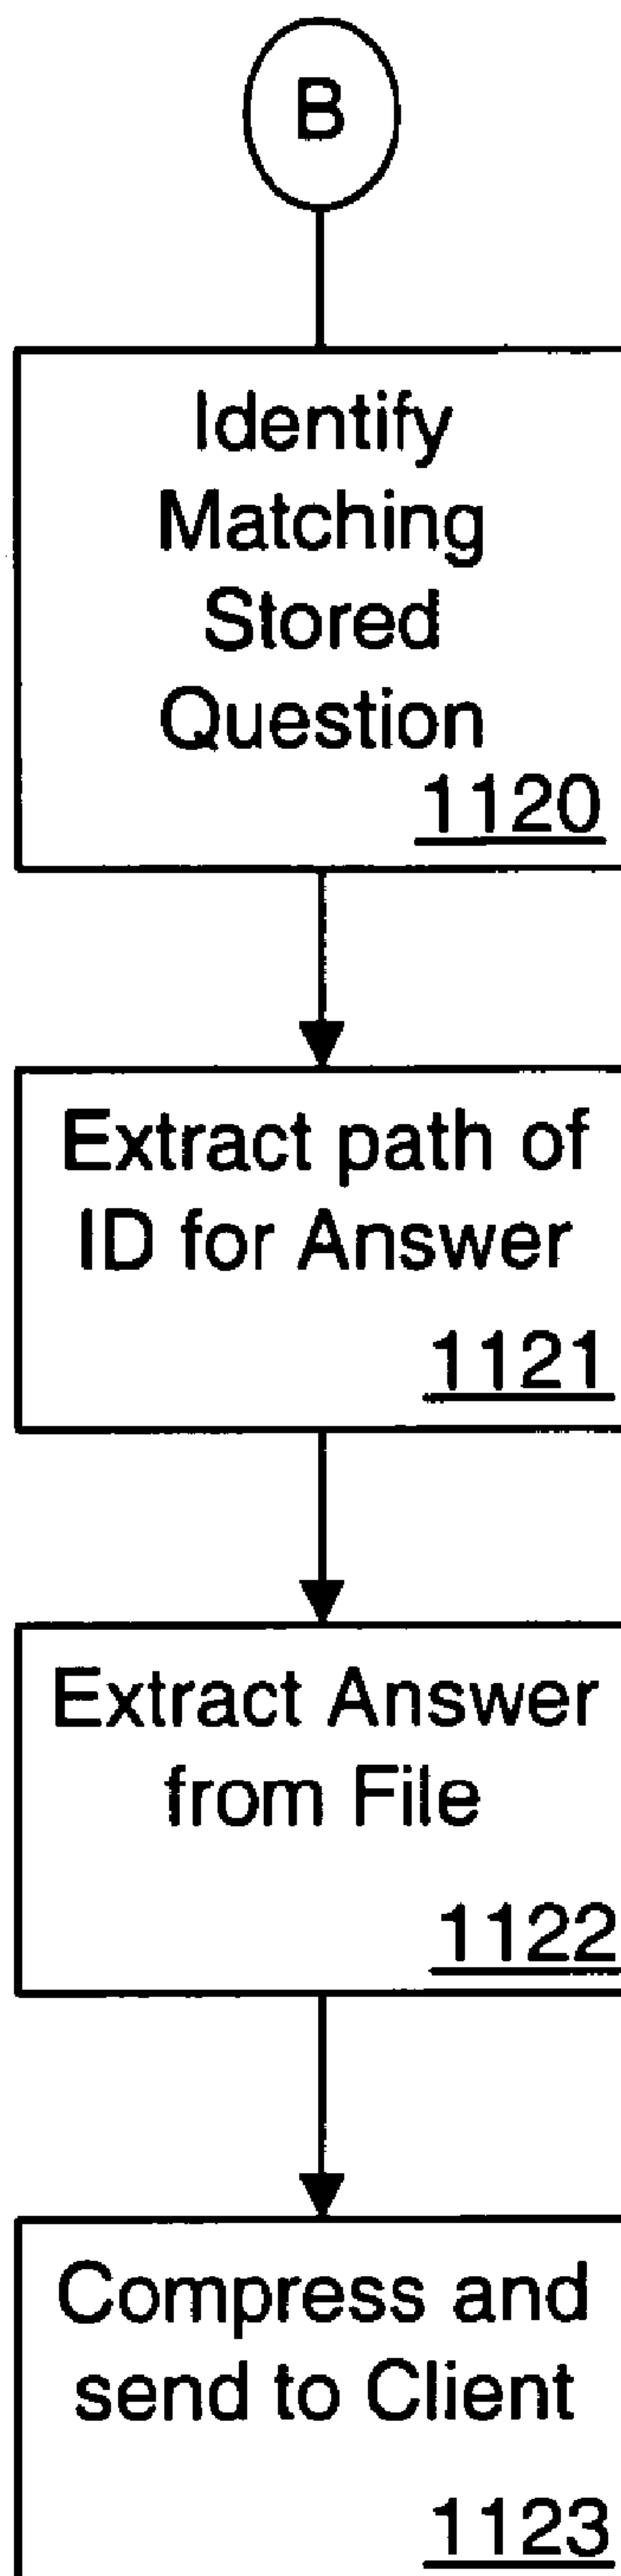 B
Identify
Matching
Stored
Question
1120
Extract path of
ID for Answer
1121
Extract Answer
from File
1122
Compress and
send to Client
1123